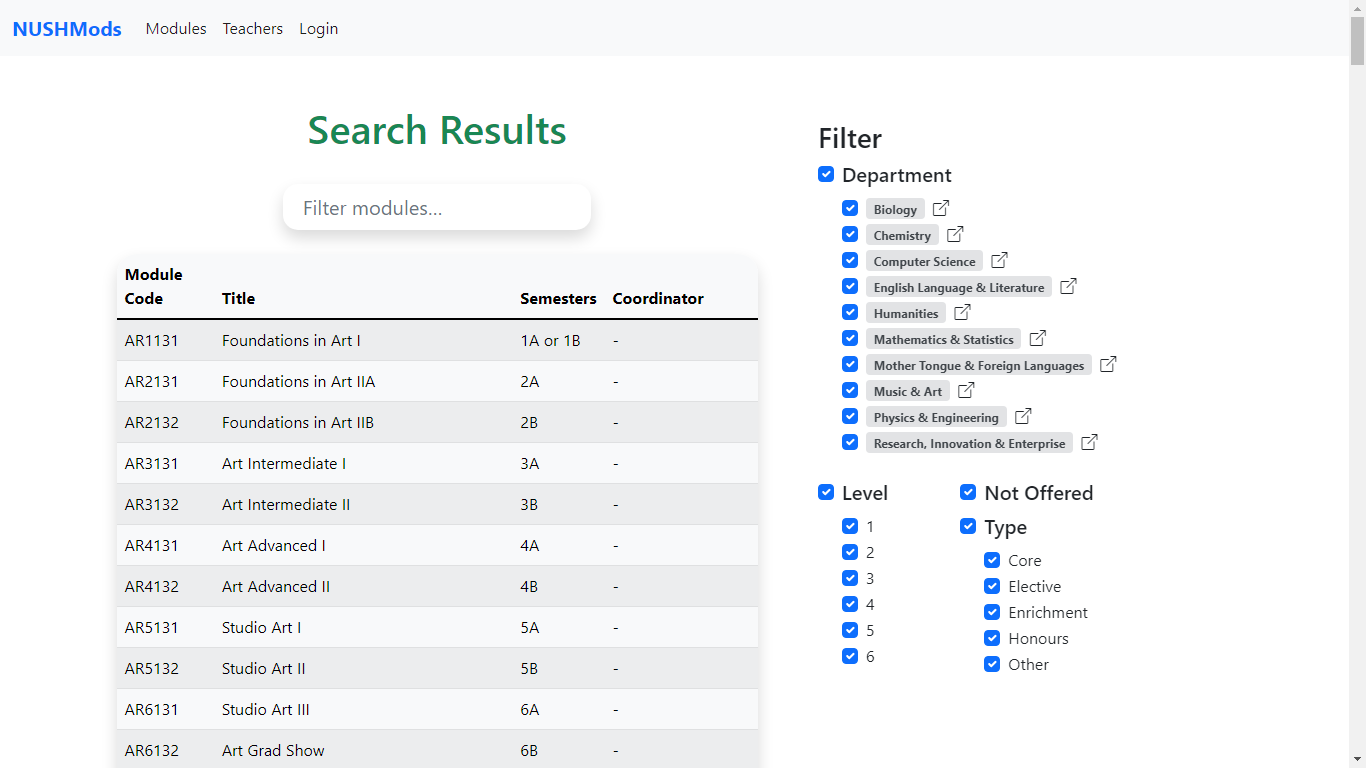 NUSHMods Modules Teachers Login
Search Results
Filter modules...
Module Code Title Semesters Coordinator
AR1131 Foundations in Art I 1A or 1B -
AR2131 Foundations in Art IIA 2A -
AR2132 Foundations in Art IIB 2B -
AR3131 Art Intermediate I 3A -
AR3132 Art Intermediate II 3B -
AR4131 Art Advanced I 4A -
AR4132 Art Advanced II 4B -
AR5131 Studio Art I 5A -
AR5132 Studio Art II 5B -
AR6131 Studio Art III 6A -
AR6132 Art Grad Show 6B -
Filter
Department
Biology
Chemistry
Computer Science
English Language & Literature
Humanities
Mathematics & Statistics
Mother Tongue & Foreign Languages
Music & Art
Physics & Engineering
Research, Innovation & Enterprise
Level
1
2
3
4
5
6
Not Offered
Type
Core
Elective
Enrichment
Honours
Other